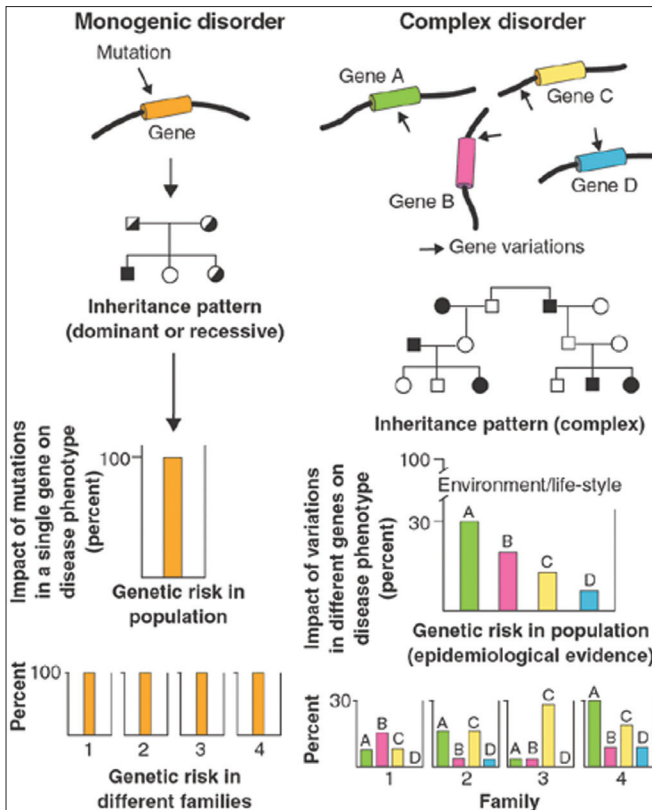 Monogenic disorder
Mutation
Gene
Inheritance pattern
(dominant or recessive)
Impact of mutations
in a single gene on
disease phenotype
(percent)
100
Genetic risk in
population
Percent
100
1 2 3 4
Genetic risk in
different families
Complex disorder
Gene A
Gene C
Gene B
Gene D
Gene variations
Inheritance pattern (complex)
Impact of variations
in different genes on
disease phenotype
(percent)
100
Environment/life-style
30
A
B
C
D
Genetic risk in population
(epidemiological evidence)
Percent
30
A B C D
A B C D
A B C D
A B C D
1 2 3 4
Family